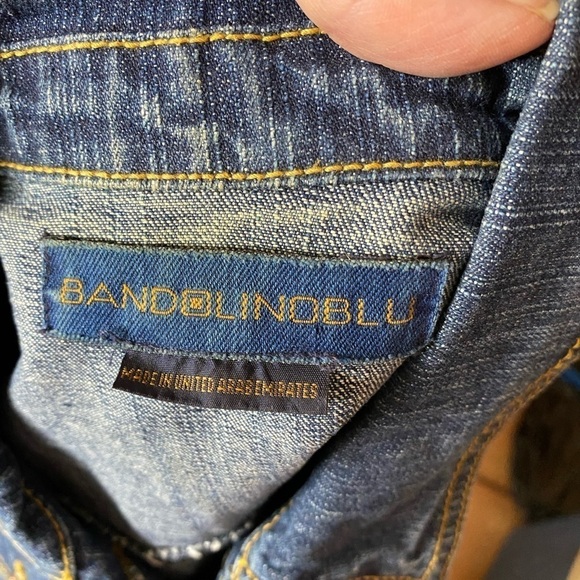 BANDOLINOBLU
MADE IN UNITED ARAB EMIRATES